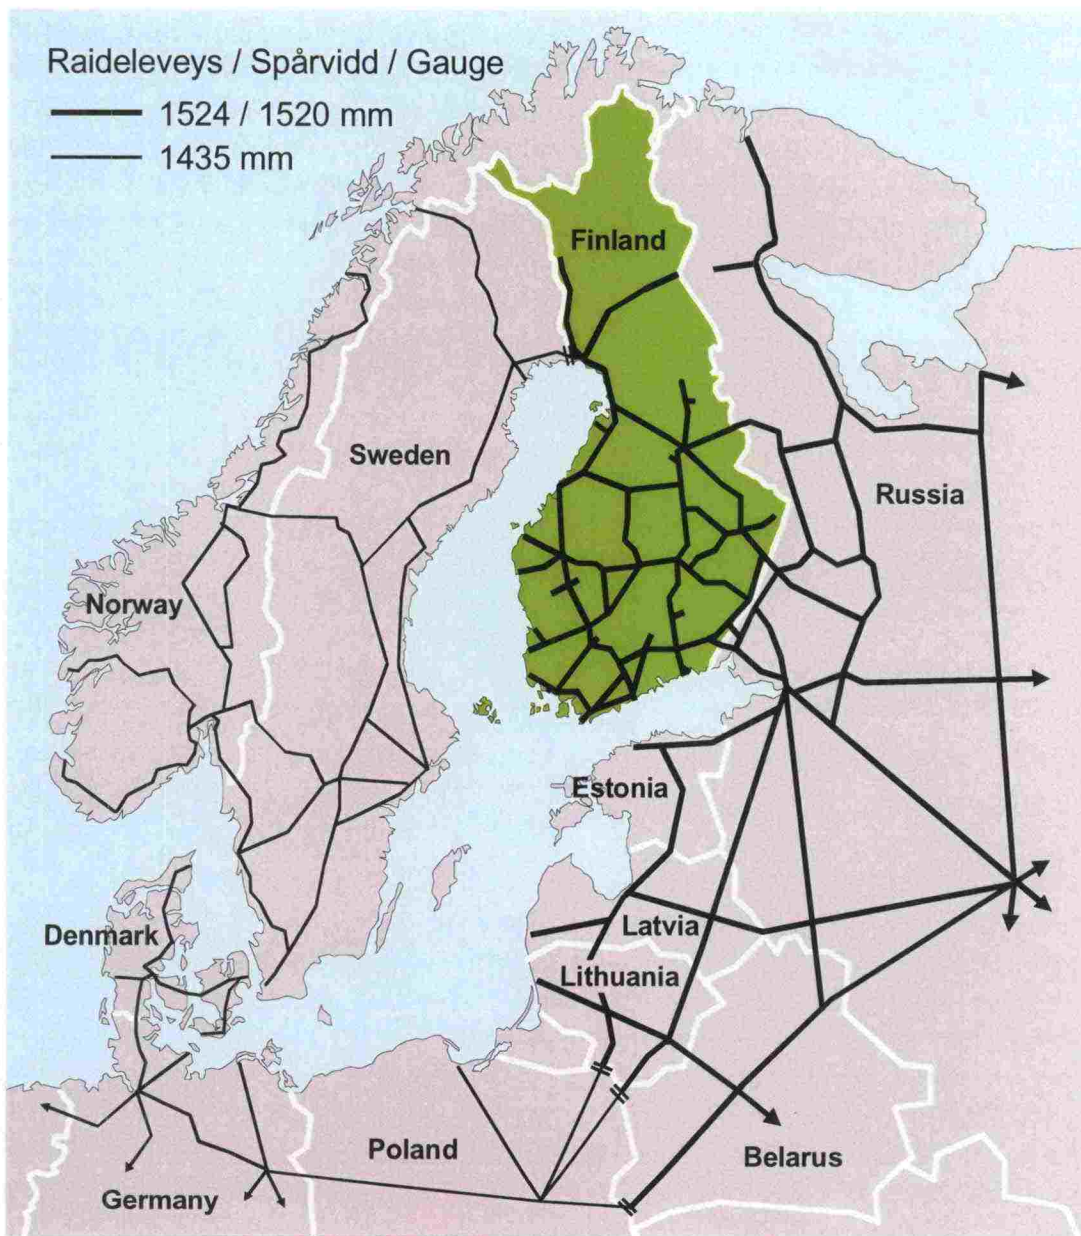 Raideleveys / Spårvidd / Gauge
1524 / 1520 mm
1435 mm
Finland
Sweden
Russia
Norway
Estonia
Denmark
Latvia
Lithuania
Poland
Belarus
Germany